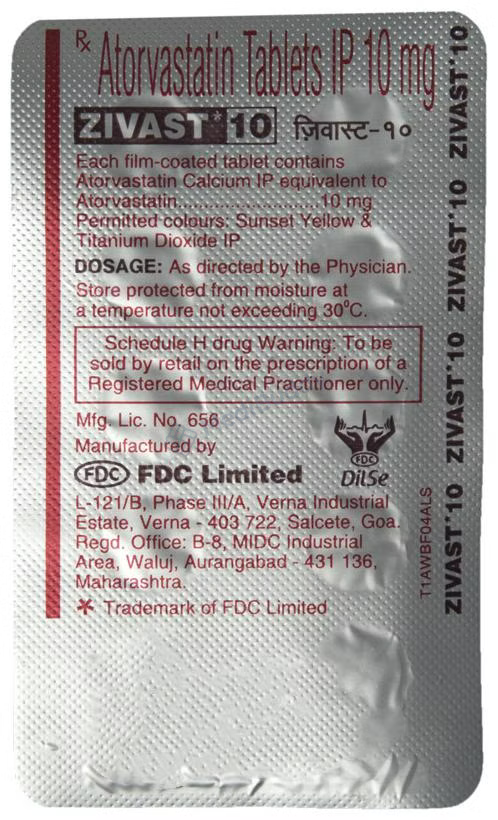 Rx Atorvastatin Tablets IP 10 mg
ZIVAST* 10 ज़िवास्ट-१०
Each film-coated tablet contains
Atorvastatin Calcium IP equivalent to
Atorvastatin..........................10 mg
Permitted colours: Sunset Yellow &
Titanium Dioxide IP
DOSAGE: As directed by the Physician.
Store protected from moisture at
a temperature not exceeding 30°C.
Schedule H drug Warning: To be
sold by retail on the prescription of a
Registered Medical Practitioner only.
Mfg. Lic. No. 656
Manufactured by
FDC FDC Limited
FDC
DilSe
L-121/B, Phase III/A, Verna Industrial
Estate, Verna - 403 722, Salcete, Goa.
Regd. Office: B-8, MIDC Industrial
Area, Waluj, Aurangabad - 431 136,
Maharashtra.
* Trademark of FDC Limited
T1AWBF04ALS
ZIVAST*10 ZIVAST*10 ZIVAST*10 ZIVAST*10